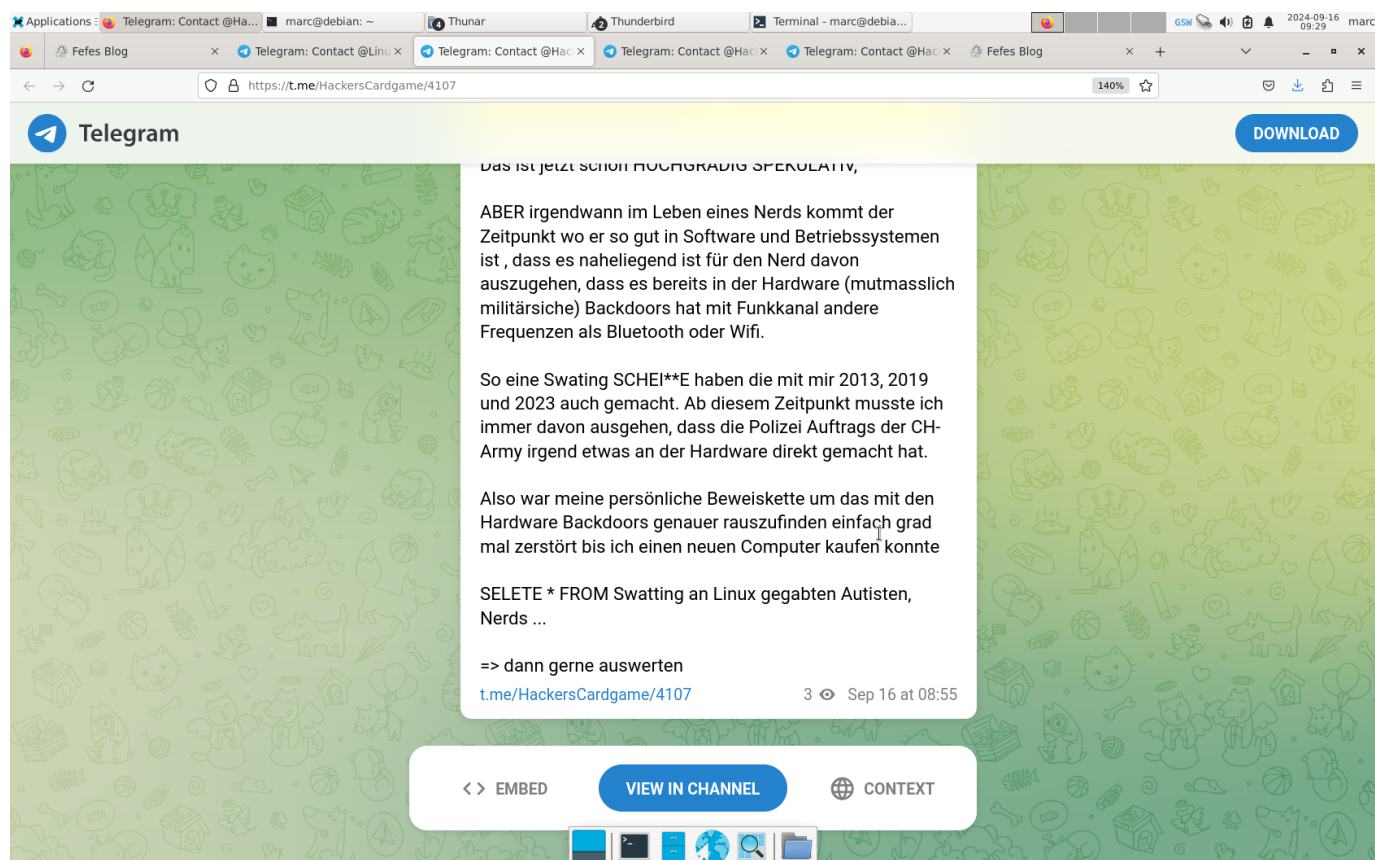 Applications
Telegram: Contact @Ha...
marc@debian: ~
4
Thunar
2
Thunderbird
Terminal - marc@debia...
GSW
2024-09-16
09:29
marc
Fefes Blog
Telegram: Contact @Linu
Telegram: Contact @Hac
Telegram: Contact @Hac
Telegram: Contact @Hac
Fefes Blog
https://t.me/HackersCardgame/4107
140%
Telegram
DOWNLOAD
Das ist jetzt schon HOCHGRADIG SPEKULATIV,
ABER irgendwann im Leben eines Nerds kommt der
Zeitpunkt wo er so gut in Software und Betriebssystemen
ist , dass es naheliegend ist für den Nerd davon
auszugehen, dass es bereits in der Hardware (mutmasslich
militärsiche) Backdoors hat mit Funkkanal andere
Frequenzen als Bluetooth oder Wifi.
So eine Swating SCHEI**E haben die mit mir 2013, 2019
und 2023 auch gemacht. Ab diesem Zeitpunkt musste ich
immer davon ausgehen, dass die Polizei Auftrags der CH-
Army irgend etwas an der Hardware direkt gemacht hat.
Also war meine persönliche Beweiskette um das mit den
Hardware Backdoors genauer rauszufinden einfach grad
mal zerstört bis ich einen neuen Computer kaufen konnte
SELETE * FROM Swatting an Linux gegabten Autisten,
Nerds ...
=> dann gerne auswerten
t.me/HackersCardgame/4107
3
Sep 16 at 08:55
EMBED
VIEW IN CHANNEL
CONTEXT